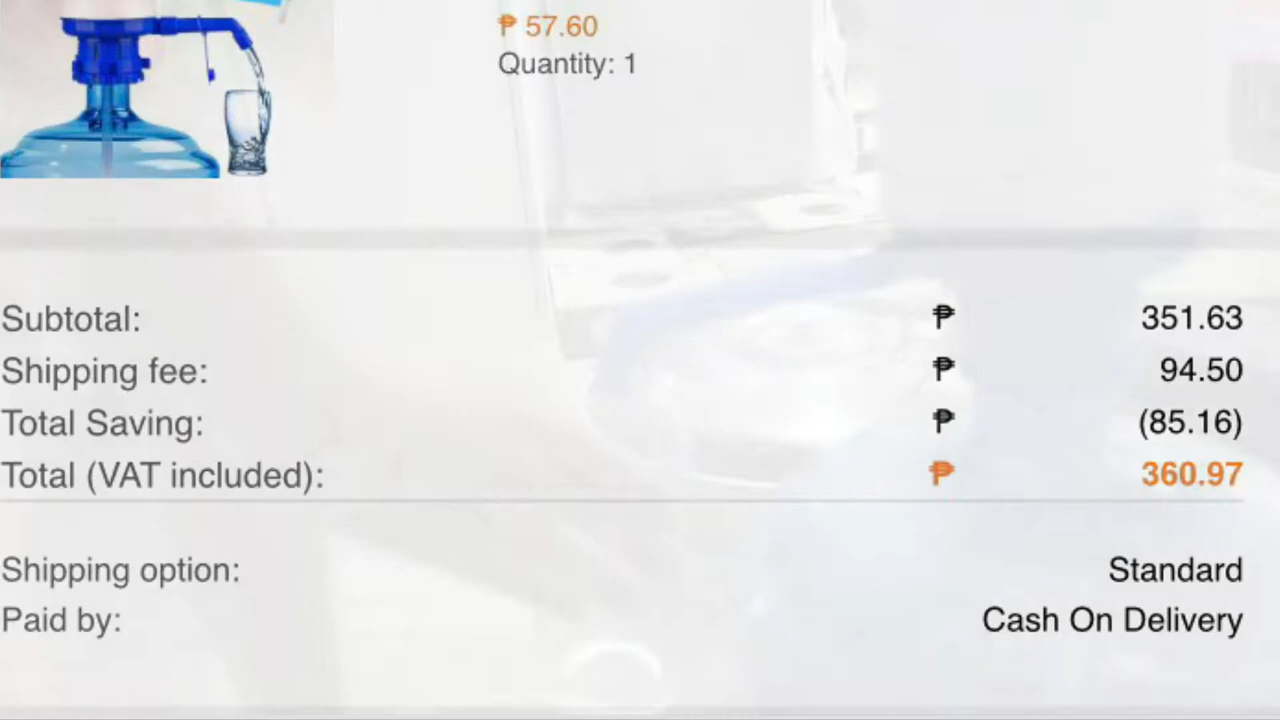 ₱ 57.60
Quantity: 1
Subtotal: ₱ 351.63
Shipping fee: ₱ 94.50
Total Saving: ₱ (85.16)
Total (VAT included): ₱ 360.97
Shipping option: Standard
Paid by: Cash On Delivery